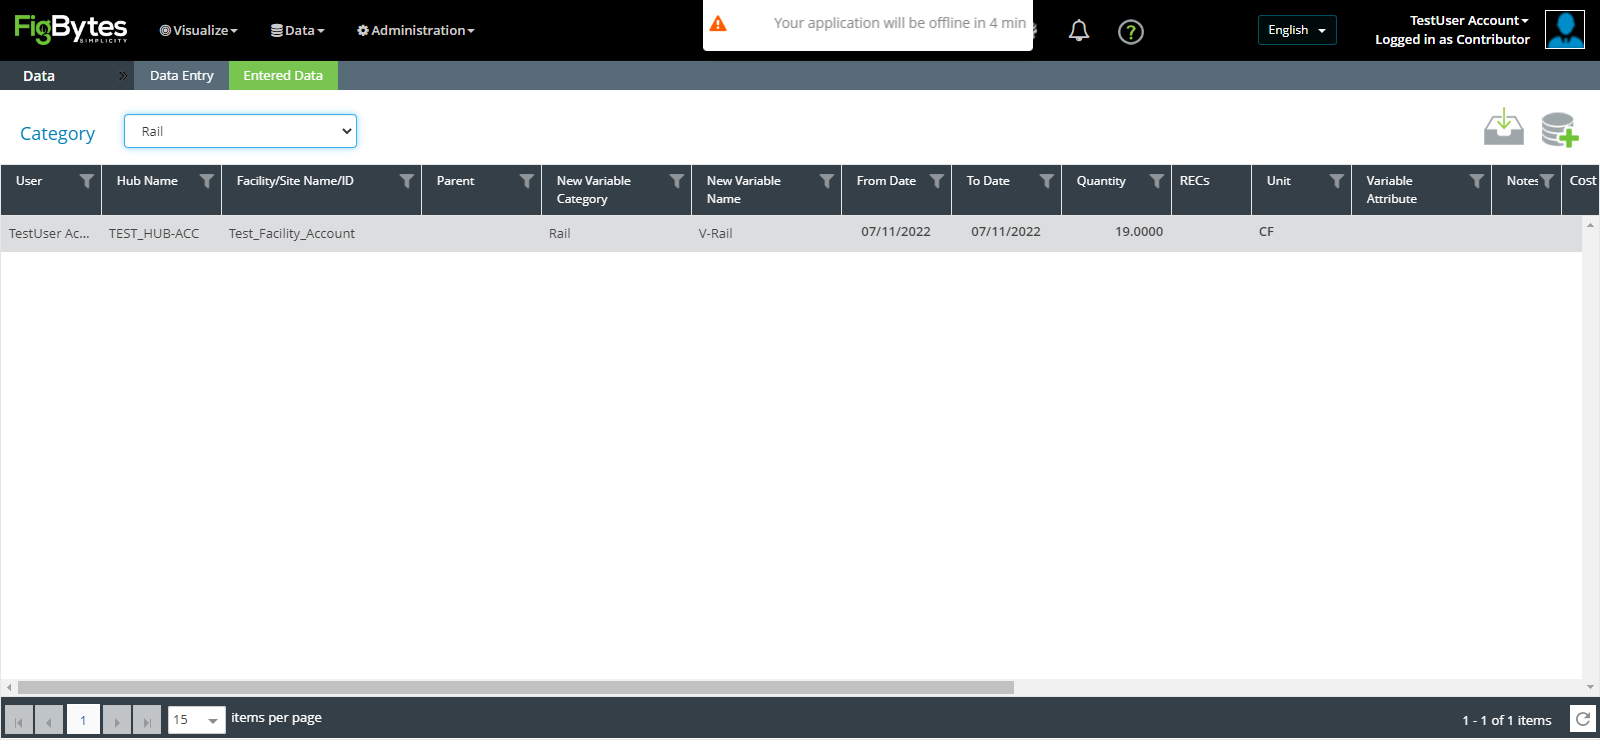 FigBytes
SIMPLICITY
Visualize
Data
Administration
Your application will be offline in 4 min
?
English
TestUser Account
Logged in as Contributor
Data
Data Entry
Entered Data
Category
Rail
User
Hub Name
Facility/Site Name/ID
Parent
New Variable Category
New Variable Name
From Date
To Date
Quantity
RECs
Unit
Variable Attribute
Notes
Cost
TestUser Ac...
TEST_HUB-ACC
Test_Facility_Account
Rail
V-Rail
07/11/2022
07/11/2022
19.0000
CF
1
15
items per page
1 - 1 of 1 items